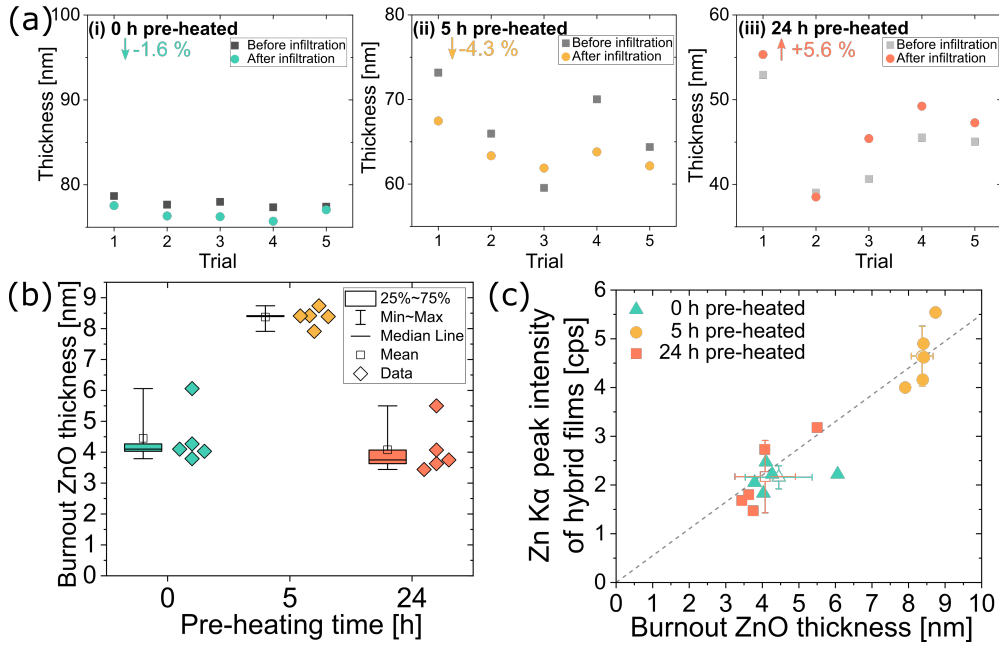 (a)
(i) 0 h pre-heated
-1.6 %
Before infiltration
After infiltration
Thickness [nm]
100
90
80
1 2 3 4 5
Trial
(ii) 5 h pre-heated
-4.3 %
Before infiltration
After infiltration
Thickness [nm]
80
70
60
1 2 3 4 5
Trial
(iii) 24 h pre-heated
+5.6 %
Before infiltration
After infiltration
Thickness [nm]
60
50
40
1 2 3 4 5
Trial
(b)
Burnout ZnO thickness [nm]
9
8
7
6
5
4
3
2
1
0
25%~75%
Min~Max
Median Line
Mean
Data
0 5 24
Pre-heating time [h]
(c)
Zn Kα peak intensity
of hybrid films [cps]
6
5
4
3
2
1
0
0 h pre-heated
5 h pre-heated
24 h pre-heated
0 1 2 3 4 5 6 7 8 9 10
Burnout ZnO thickness [nm]